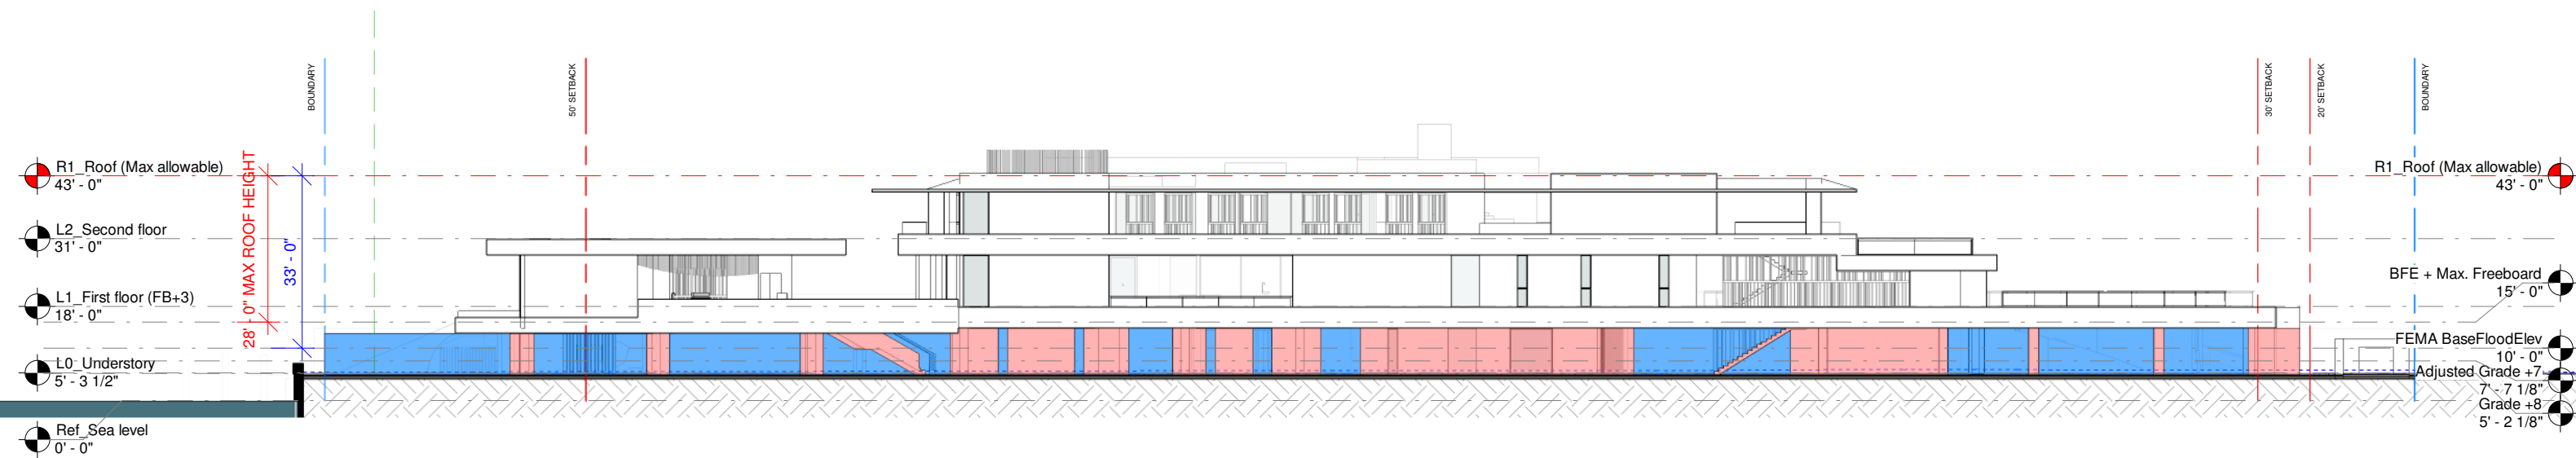 BOUNDARY
50' SETBACK
30' SETBACK
20' SETBACK
BOUNDARY
R1_Roof (Max allowable)
43' - 0"
L2_Second floor
31' - 0"
L1_First floor (FB+3)
18' - 0"
L0_Understory
5' - 3 1/2"
Ref_Sea level
0' - 0"
28' - 0" MAX ROOF HEIGHT
33' - 0"
R1_Roof (Max allowable)
43' - 0"
BFE + Max. Freeboard
15' - 0"
FEMA BaseFloodElev
10' - 0"
Adjusted Grade +7
7' - 7 1/8"
Grade +8
5' - 2 1/8"